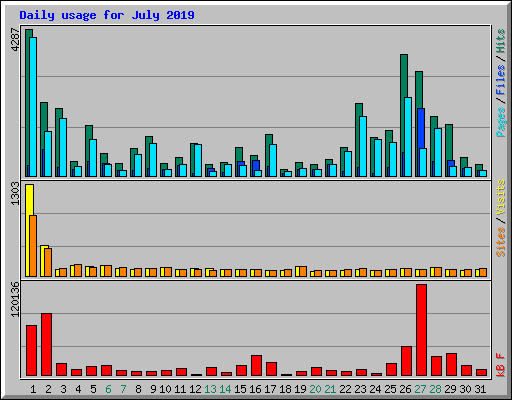 Daily usage for July 2019
4287
Pages / Files / Hits
1303
Sites / Visits
120136
kB F
1 2 3 4 5 6 7 8 9 10 11 12 13 14 15 16 17 18 19 20 21 22 23 24 25 26 27 28 29 30 31